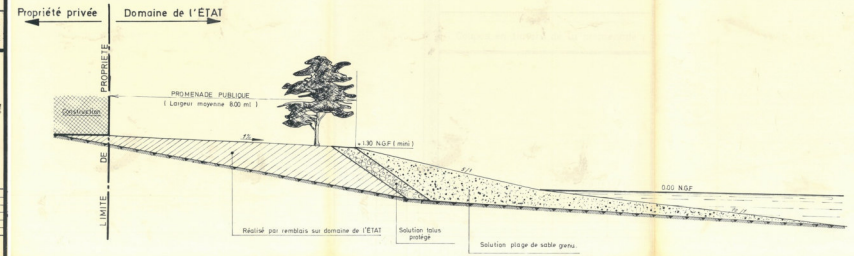 Propriété privée
Domaine de l'ÉTAT
LIMITE DE PROPRIETE
PROMENADE PUBLIQUE
( Largeur moyenne 8.00 ml )
Construction
+ 1.30 N.G.F ( mini )
0.00 N.G.F
Réalisé par remblais sur domaine de l'ÉTAT
Solution talus
protégé
Solution plage de sable grenu.